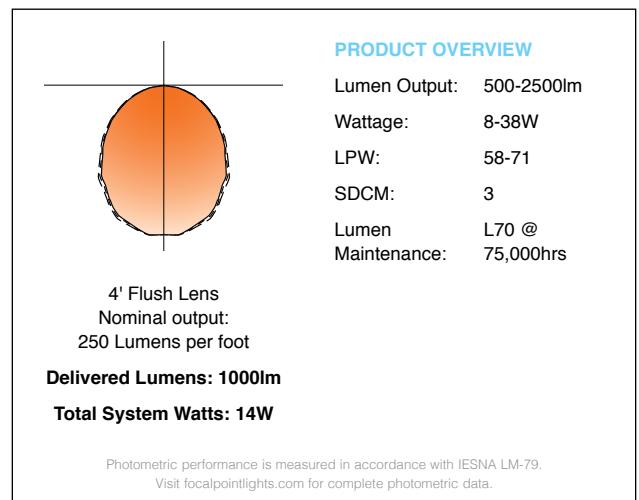 PRODUCT OVERVIEW
Lumen Output: 500-2500lm
Wattage: 8-38W
LPW: 58-71
SDCM: 3
Lumen L70 @
Maintenance: 75,000hrs
4' Flush Lens
Nominal output:
250 Lumens per foot
Delivered Lumens: 1000lm
Total System Watts: 14W
Photometric performance is measured in accordance with IESNA LM-79.
Visit focalpointlights.com for complete photometric data.